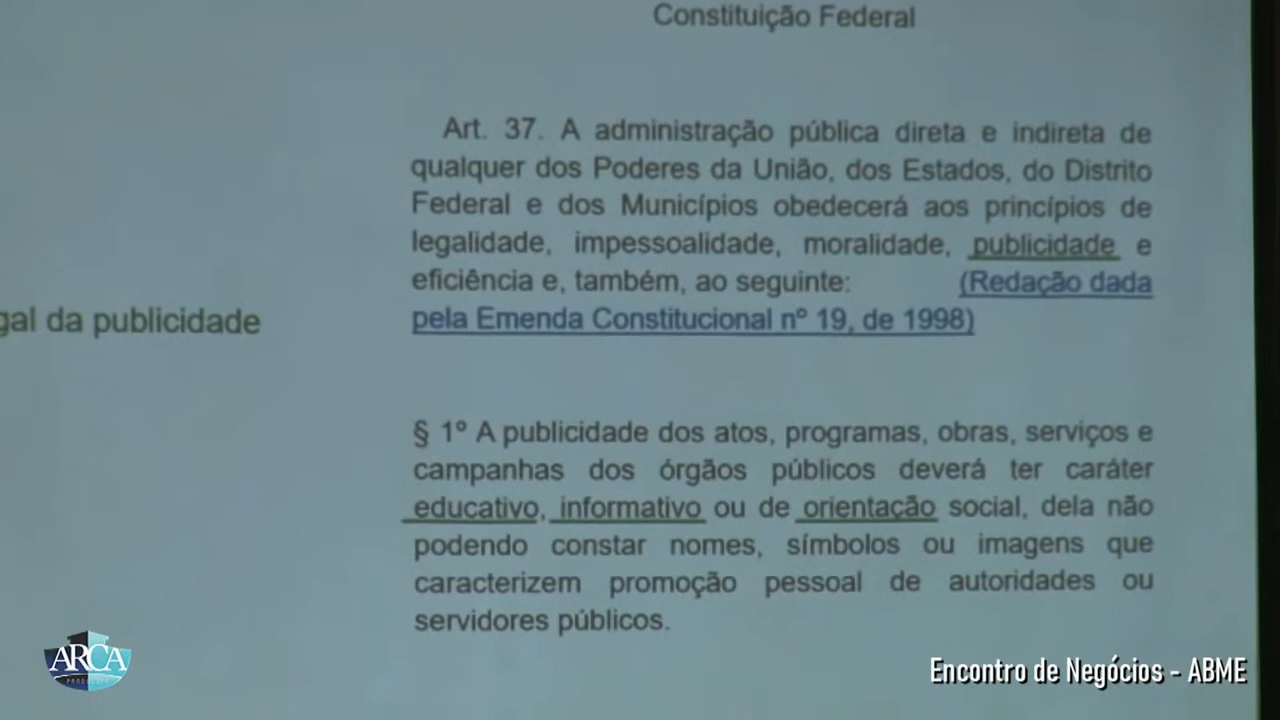 Constituição Federal
Art. 37. A administração pública direta e indireta de
qualquer dos Poderes da União, dos Estados, do Distrito
Federal e dos Municípios obedecerá aos princípios de
legalidade, impessoalidade, moralidade, publicidade e
eficiência e, também, ao seguinte: (Redação dada
pela Emenda Constitucional nº 19, de 1998)
gal da publicidade
§ 1º A publicidade dos atos, programas, obras, serviços e
campanhas dos órgãos públicos deverá ter caráter
educativo, informativo ou de orientação social, dela não
podendo constar nomes, símbolos ou imagens que
caracterizem promoção pessoal de autoridades ou
servidores públicos.
ARCA
Encontro de Negócios - ABME